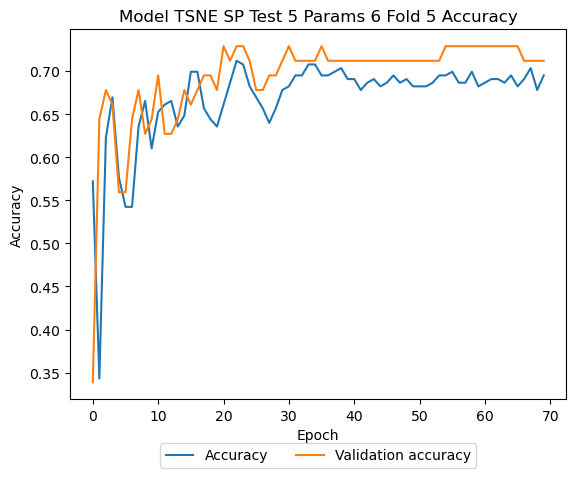 Model TSNE SP Test 5 Params 6 Fold 5 Accuracy
Accuracy
0.70
0.65
0.60
0.55
0.50
0.45
0.40
0.35
0 10 20 30 40 50 60 70
Epoch
Accuracy Validation accuracy